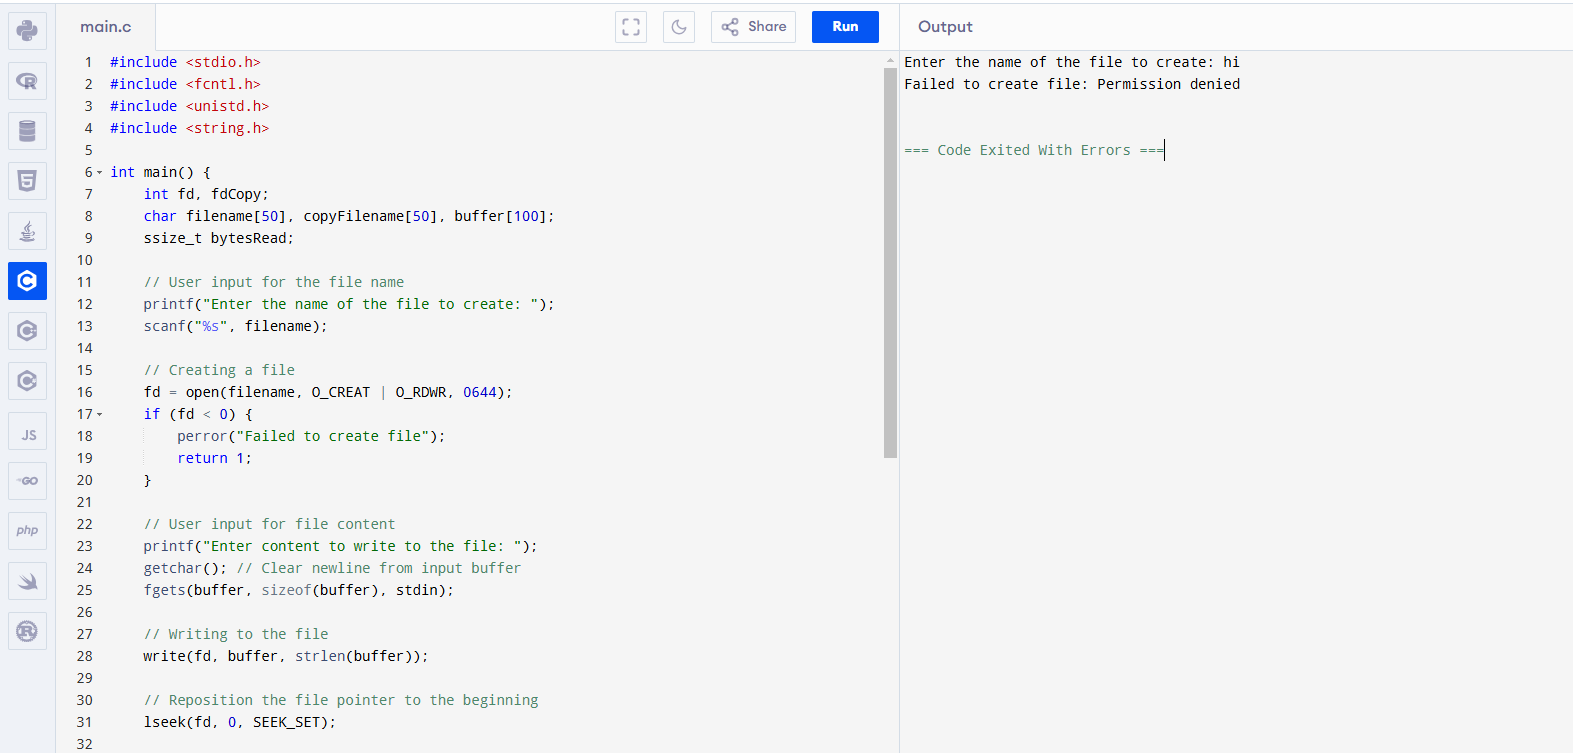 main.c
Share
Run
Output
1 #include <stdio.h>
2 #include <fcntl.h>
3 #include <unistd.h>
4 #include <string.h>
5
6 int main() {
7     int fd, fdCopy;
8     char filename[50], copyFilename[50], buffer[100];
9     ssize_t bytesRead;
10
11     // User input for the file name
12     printf("Enter the name of the file to create: ");
13     scanf("%s", filename);
14
15     // Creating a file
16     fd = open(filename, O_CREAT | O_RDWR, 0644);
17     if (fd < 0) {
18         perror("Failed to create file");
19         return 1;
20     }
21
22     // User input for file content
23     printf("Enter content to write to the file: ");
24     getchar(); // Clear newline from input buffer
25     fgets(buffer, sizeof(buffer), stdin);
26
27     // Writing to the file
28     write(fd, buffer, strlen(buffer));
29
30     // Reposition the file pointer to the beginning
31     lseek(fd, 0, SEEK_SET);
32
Enter the name of the file to create: hi
Failed to create file: Permission denied
=== Code Exited With Errors ===
R
5
C
C
C
JS
GO
php
R